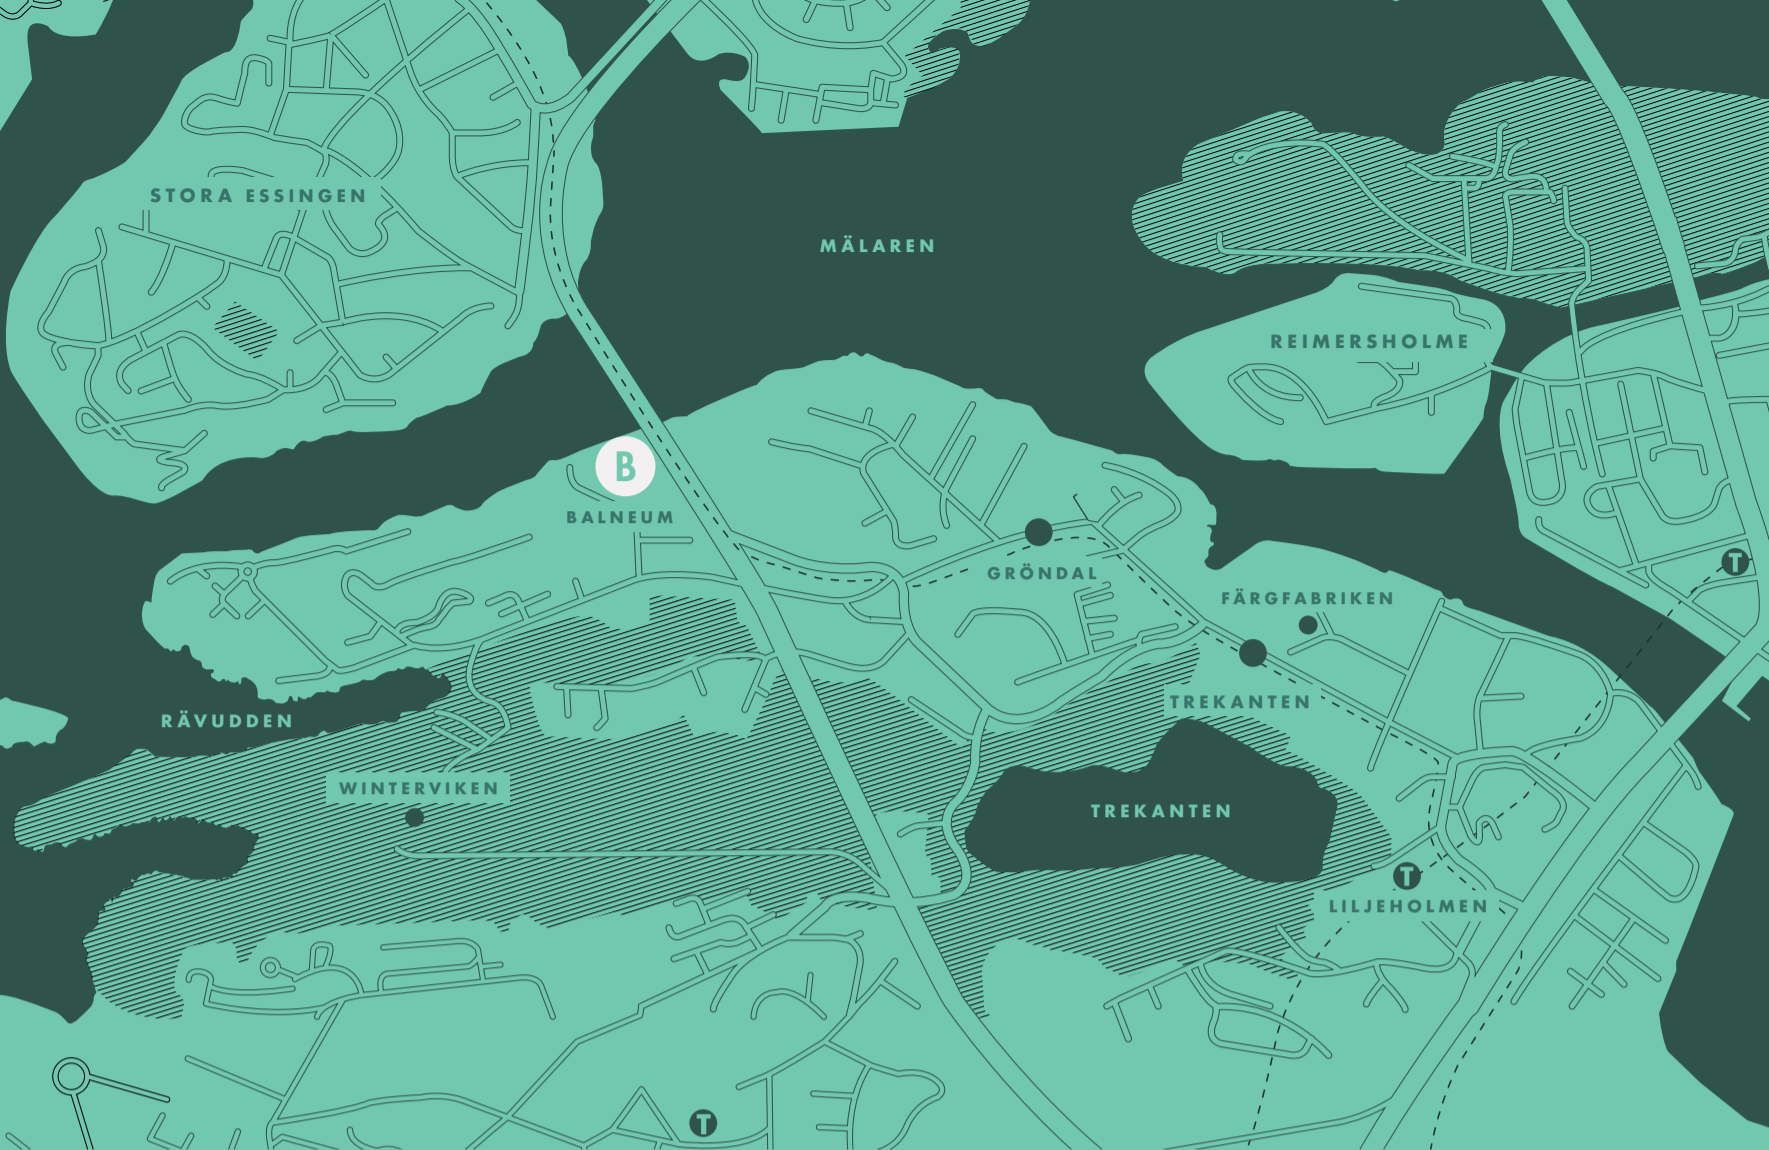 STORA ESSINGEN
MÄLAREN
REIMERSHOLME
B
BALNEUM
T
GRÖNDAL
FÄRGFABRIKEN
TREKANTEN
RÄVUDDEN
WINTERVIKEN
TREKANTEN
T
LILJEHOLMEN
T